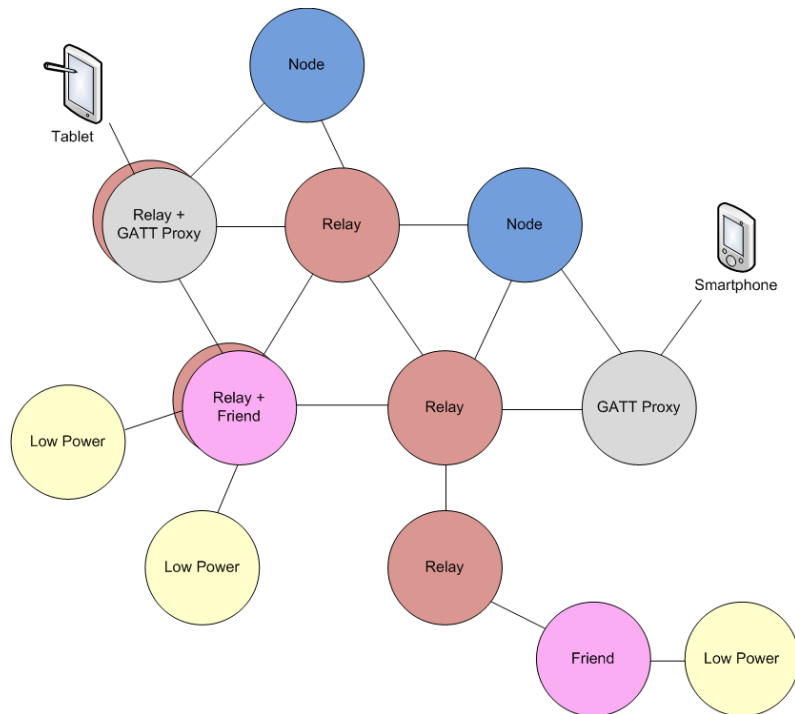 Node
Tablet
Relay +
GATT Proxy
Relay
Node
Smartphone
Relay +
Friend
Relay
GATT Proxy
Low Power
Low Power
Relay
Friend
Low Power